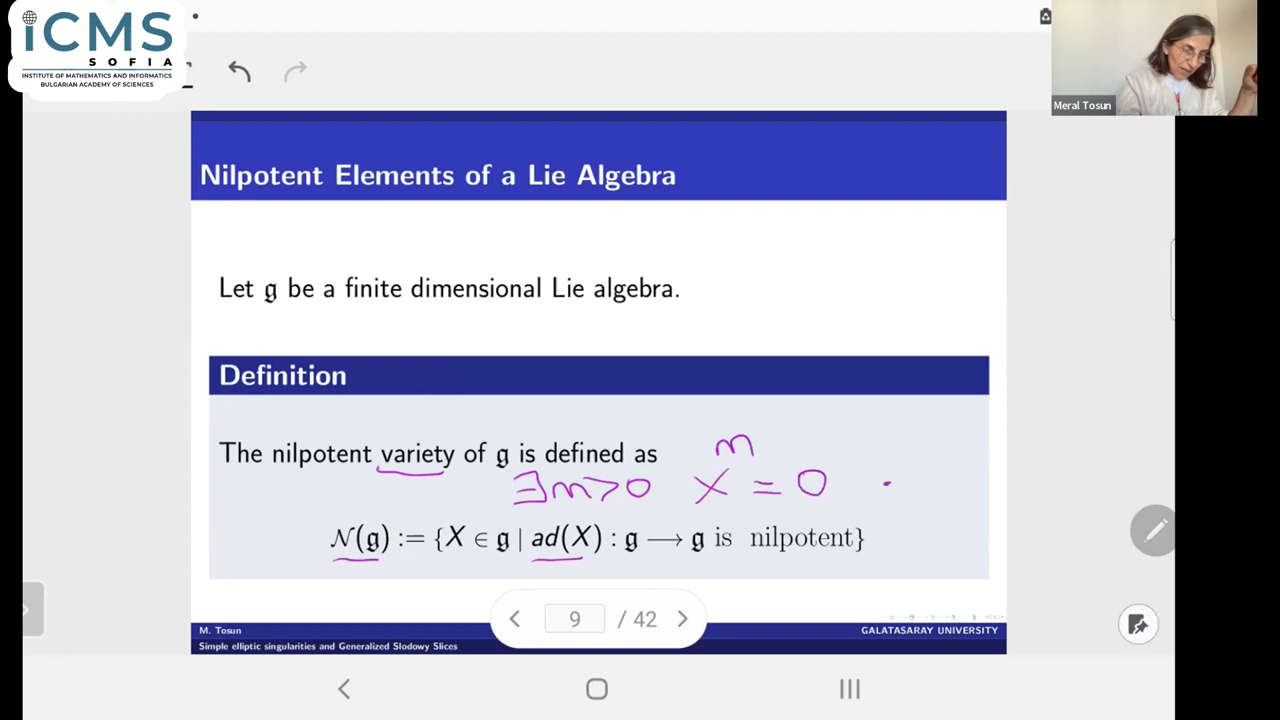 iCMS
SOFIA
INSTITUTE OF MATHEMATICS AND INFORMATICS
BULGARIAN ACADEMY OF SCIENCES
Meral Tosun
Nilpotent Elements of a Lie Algebra
Let 𝔤 be a finite dimensional Lie algebra.
Definition
The nilpotent variety of 𝔤 is defined as
∃m>0 X^m = 0
𝒩(𝔤) := {X ∈ 𝔤 | ad(X) : 𝔤 ⟶ 𝔤 is nilpotent}
9 / 42
M. Tosun
GALATASARAY UNIVERSITY
Simple elliptic singularities and Generalized Slodowy Slices